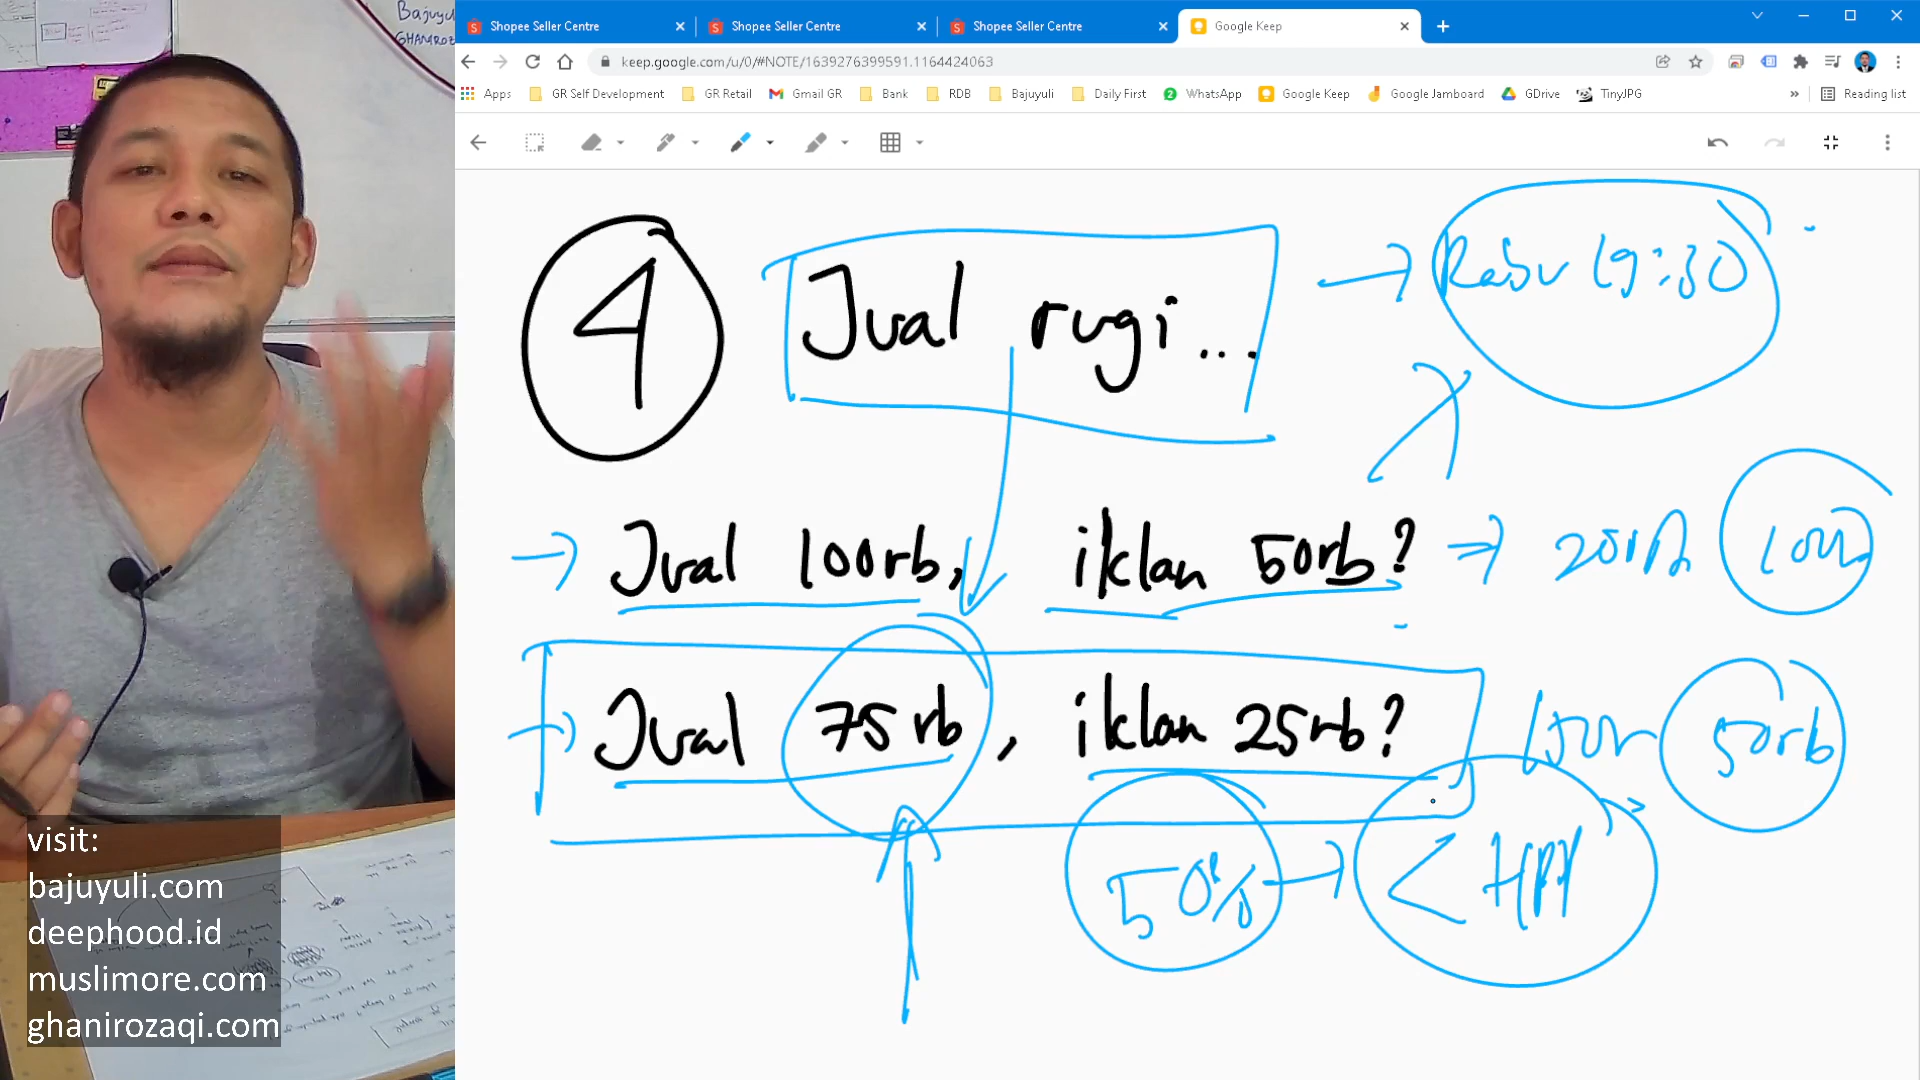 Shopee Seller Centre
Shopee Seller Centre
Shopee Seller Centre
Google Keep
keep.google.com/u/0/#NOTE/1639276399591.1164424063
Apps GR Self Development GR Retail Gmail GR Bank RDB Bajuyuli Daily First WhatsApp Google Keep Google Jamboard GDrive TinyJPG » Reading list
4 Jual rugi... → Rabu 19:30
→ Jual 100rb, iklan 50rb? →
→ Jual 75rb, iklan 25rb? 50rb
50% → < HPP
visit:
bajuyuli.com
deephood.id
muslimore.com
ghanirozaqi.com